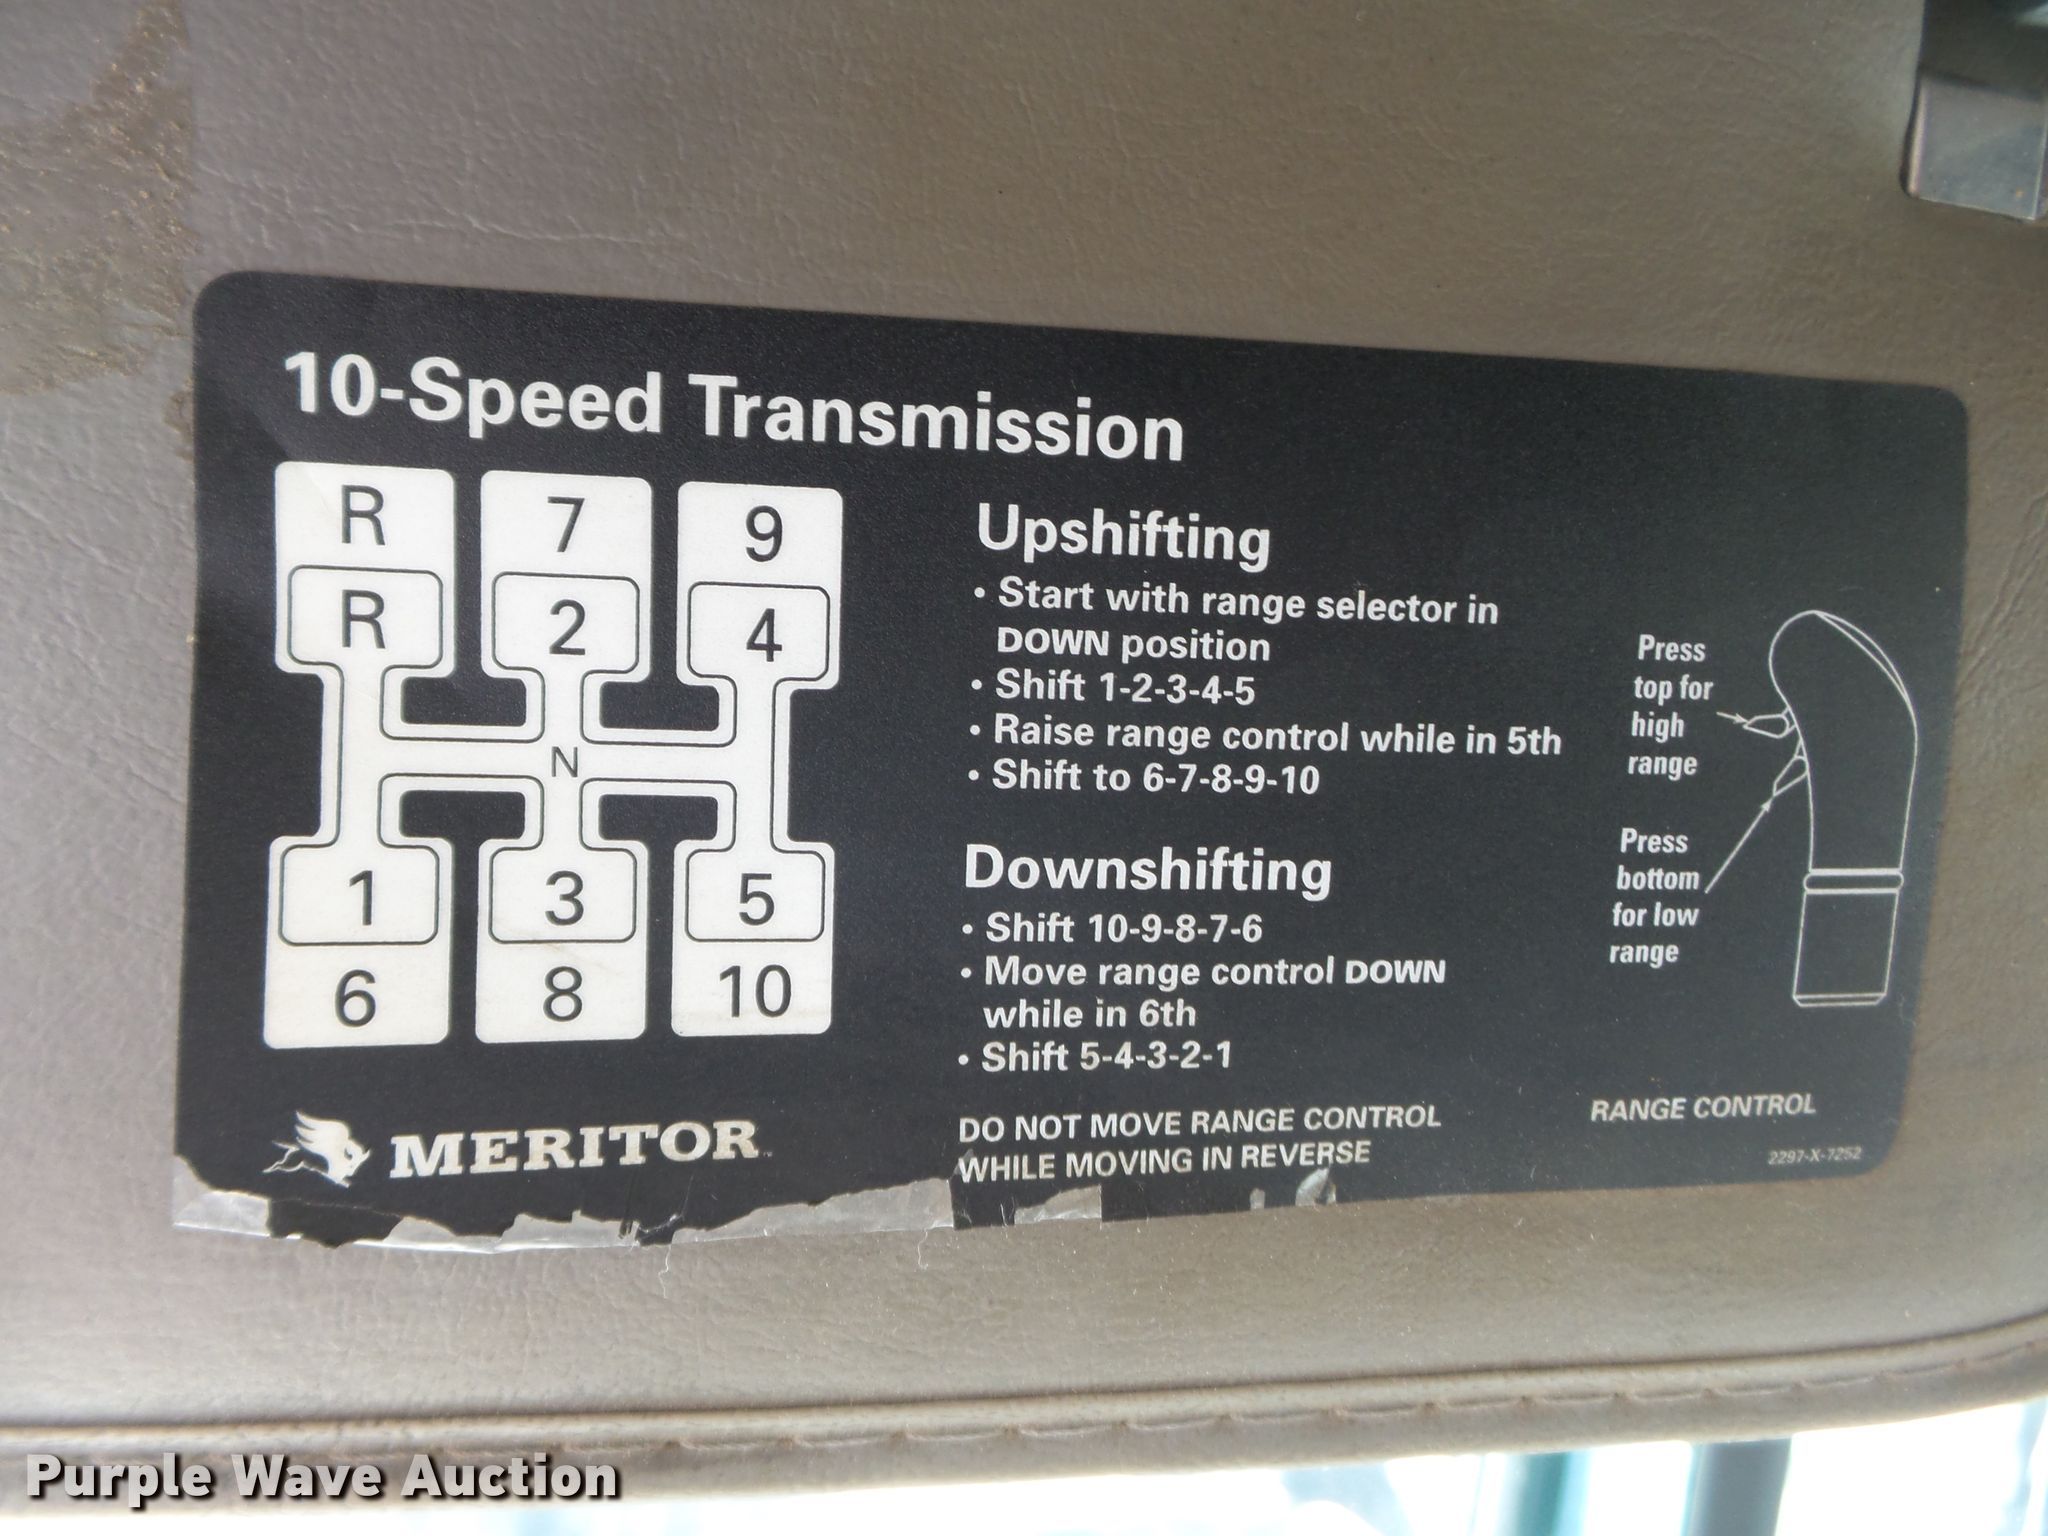 10-Speed Transmission
R 7 9
R 2 4
N
1 3 5
6 8 10
MERITOR
Upshifting
• Start with range selector in
DOWN position
• Shift 1-2-3-4-5
• Raise range control while in 5th
• Shift to 6-7-8-9-10
Downshifting
• Shift 10-9-8-7-6
• Move range control DOWN
while in 6th
• Shift 5-4-3-2-1
DO NOT MOVE RANGE CONTROL
WHILE MOVING IN REVERSE
Press
top for
high
range
Press
bottom
for low
range
RANGE CONTROL
2297-X-7252
Purple Wave Auction